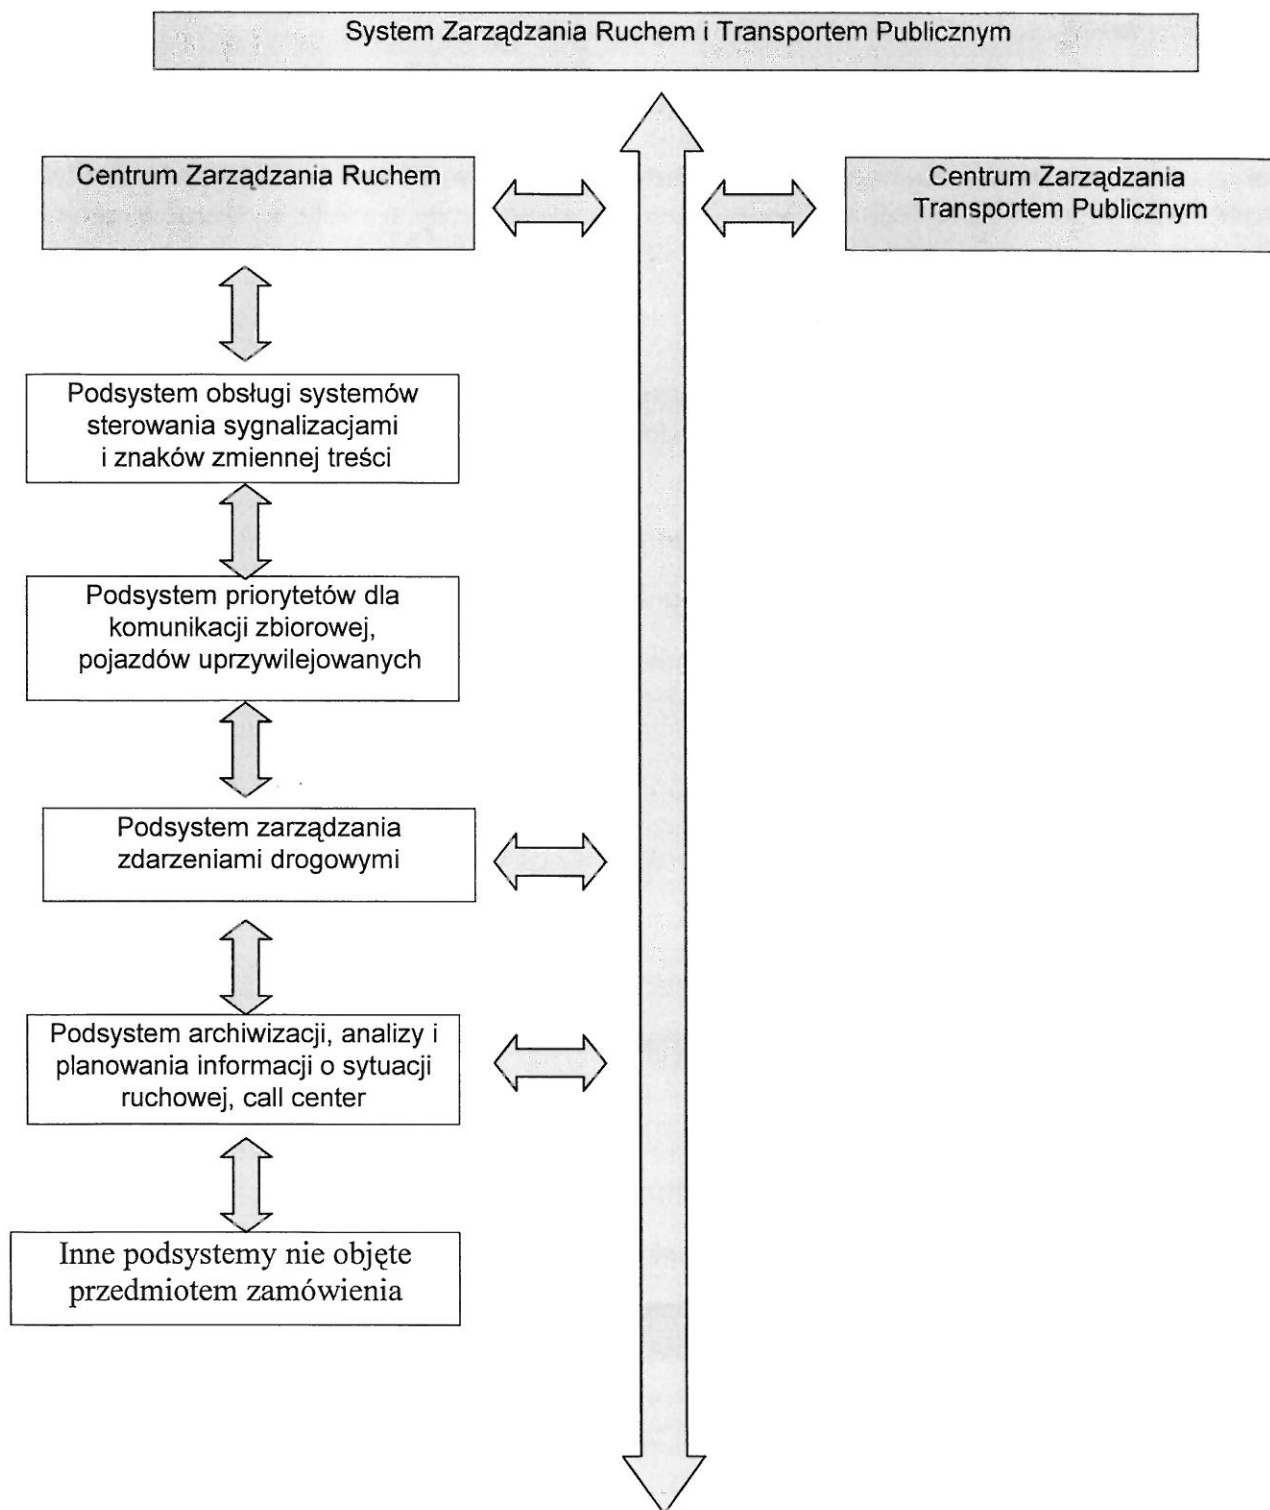 System Zarządzania Ruchem i Transportem Publicznym
Centrum Zarządzania Ruchem
Centrum Zarządzania
Transportem Publicznym
Podsystem obsługi systemów
sterowania sygnalizacjami
i znaków zmiennej treści
Podsystem priorytetów dla
komunikacji zbiorowej,
pojazdów uprzywilejowanych
Podsystem zarządzania
zdarzeniami drogowymi
Podsystem archiwizacji, analizy i
planowania informacji o sytuacji
ruchowej, call center
Inne podsystemy nie objęte
przedmiotem zamówienia